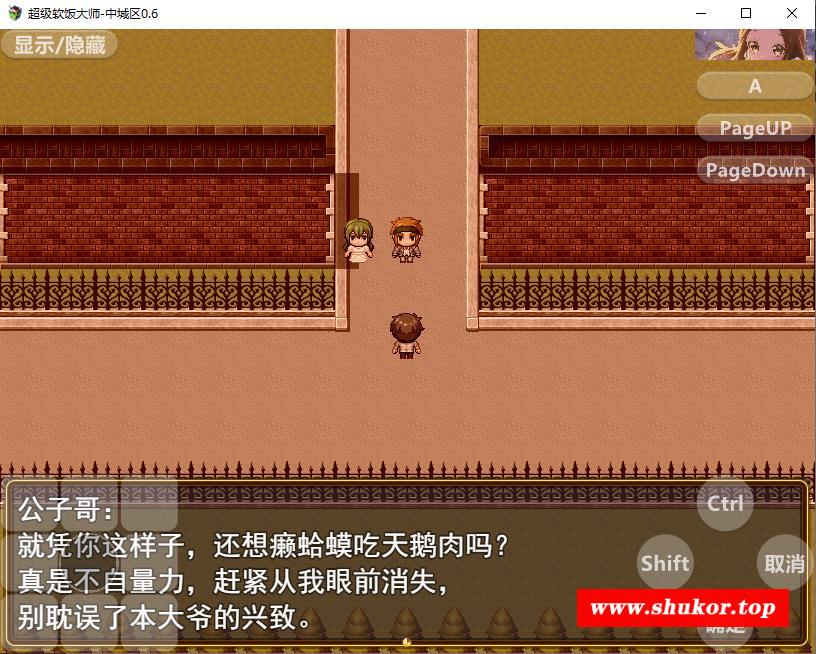 超级软饭大师-中城区0.6
显示/隐藏
A
PageUP
PageDown
公子哥：
就凭你这样子，还想癞蛤蟆吃天鹅肉吗？
真是不自量力，赶紧从我眼前消失，
别耽误了本大爷的兴致。
Ctrl
Shift
取消
www.shukor.top